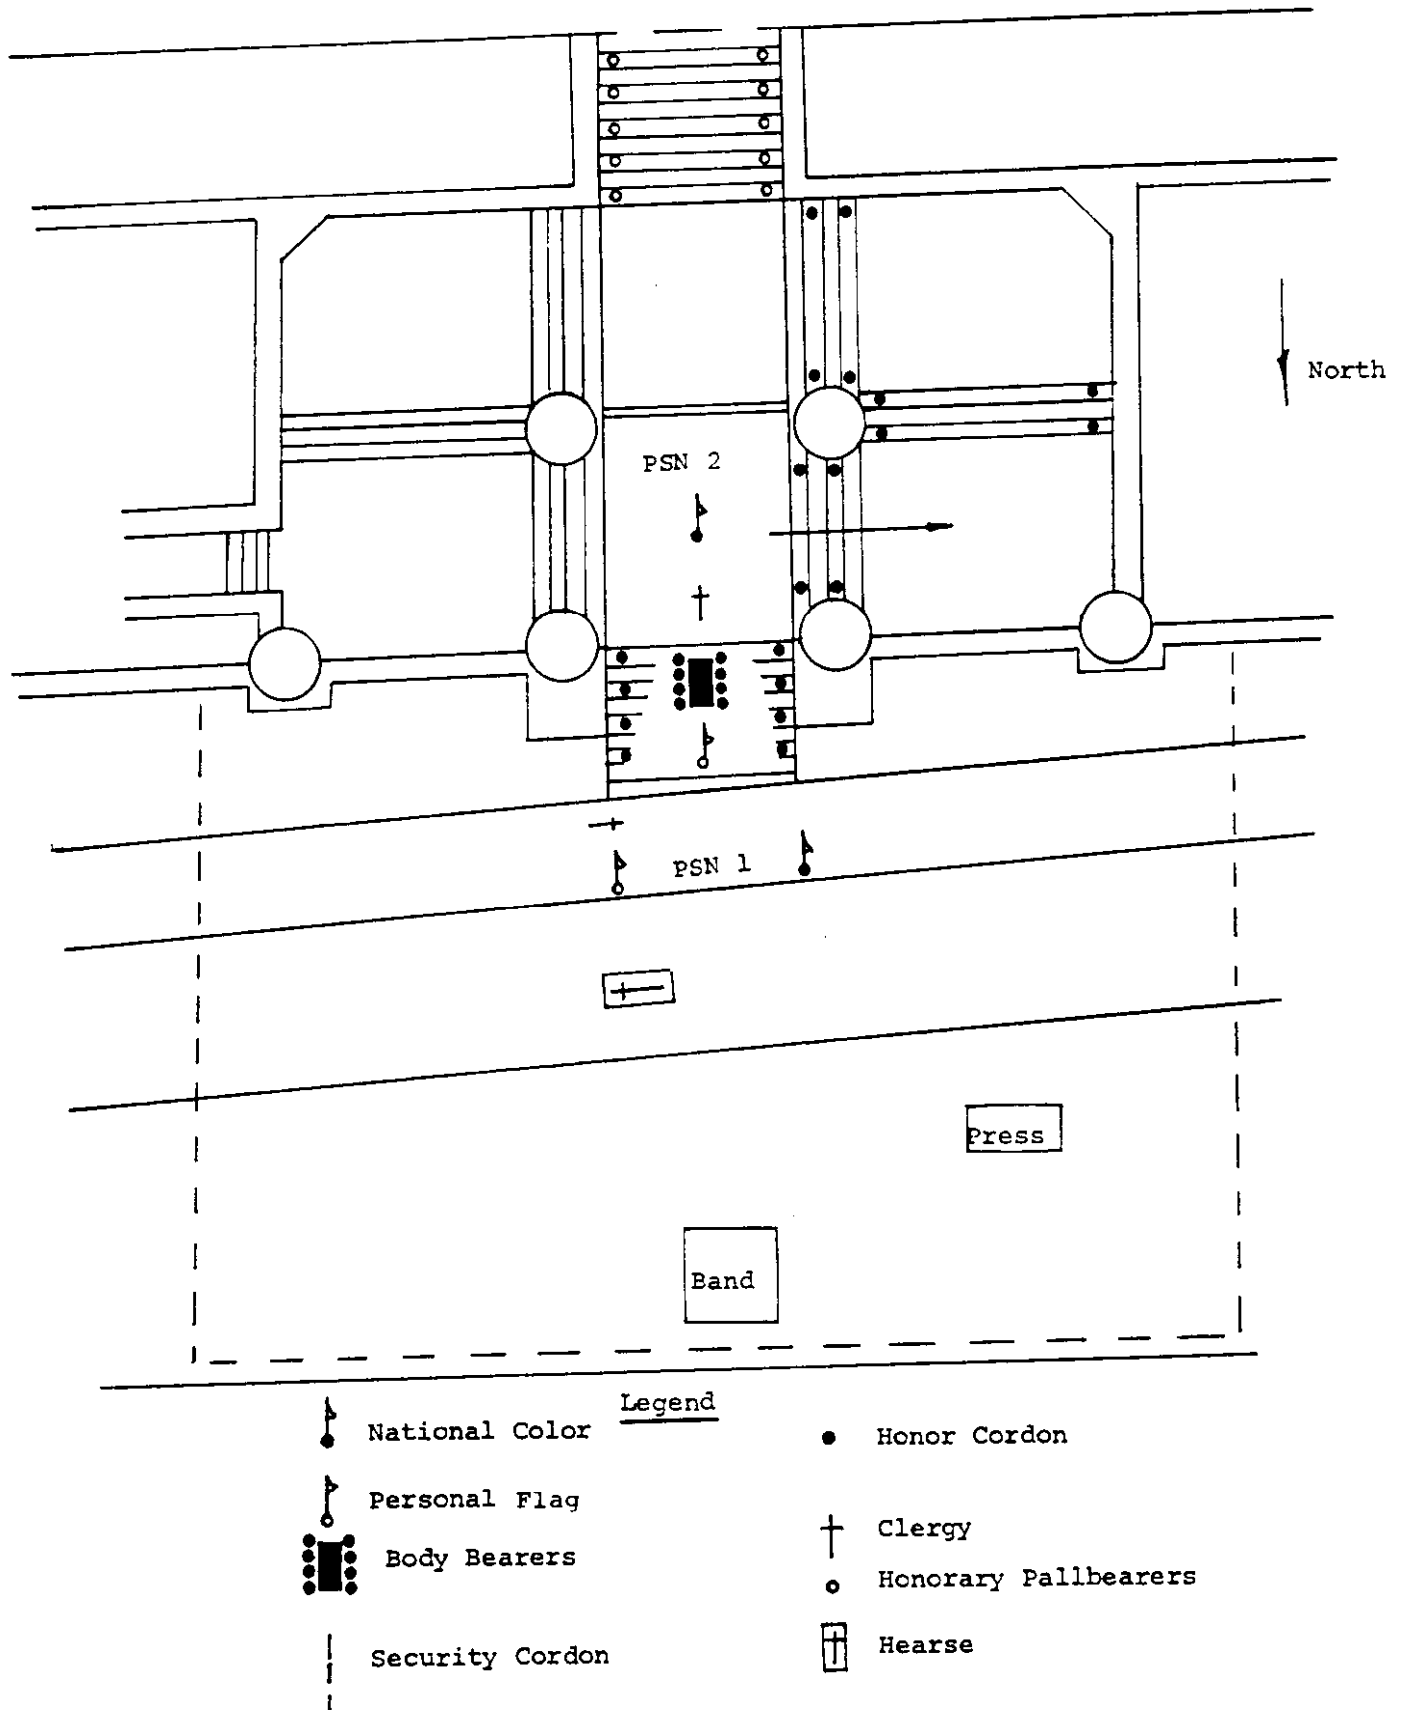 North
PSN 2
PSN 1
Press
Band
Legend
National Color
Honor Cordon
Personal Flag
Clergy
Body Bearers
Honorary Pallbearers
Security Cordon
Hearse